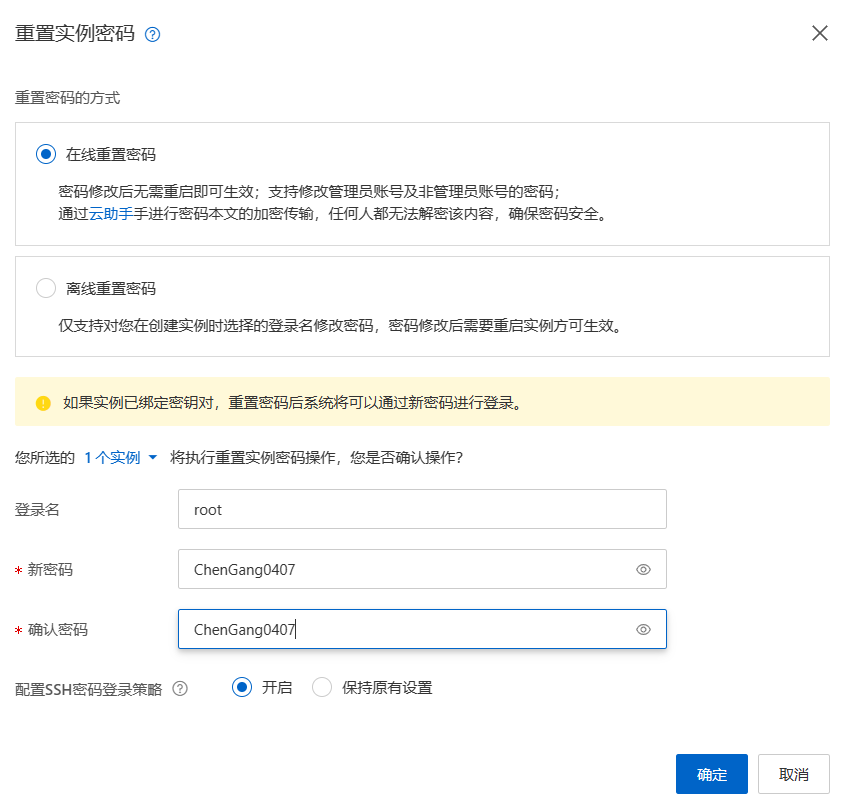 重置实例密码
重置密码的方式
在线重置密码
密码修改后无需重启即可生效；支持修改管理员账号及非管理员账号的密码；
通过云助手手进行密码本文的加密传输，任何人都无法解密该内容，确保密码安全。
离线重置密码
仅支持对您在创建实例时选择的登录名修改密码，密码修改后需要重启实例方可生效。
如果实例已绑定密钥对，重置密码后系统将可以通过新密码进行登录。
您所选的 1 个实例 将执行重置实例密码操作，您是否确认操作？
登录名 root
* 新密码 ChenGang0407
* 确认密码 ChenGang0407
配置SSH密码登录策略 开启 保持原有设置
确定 取消